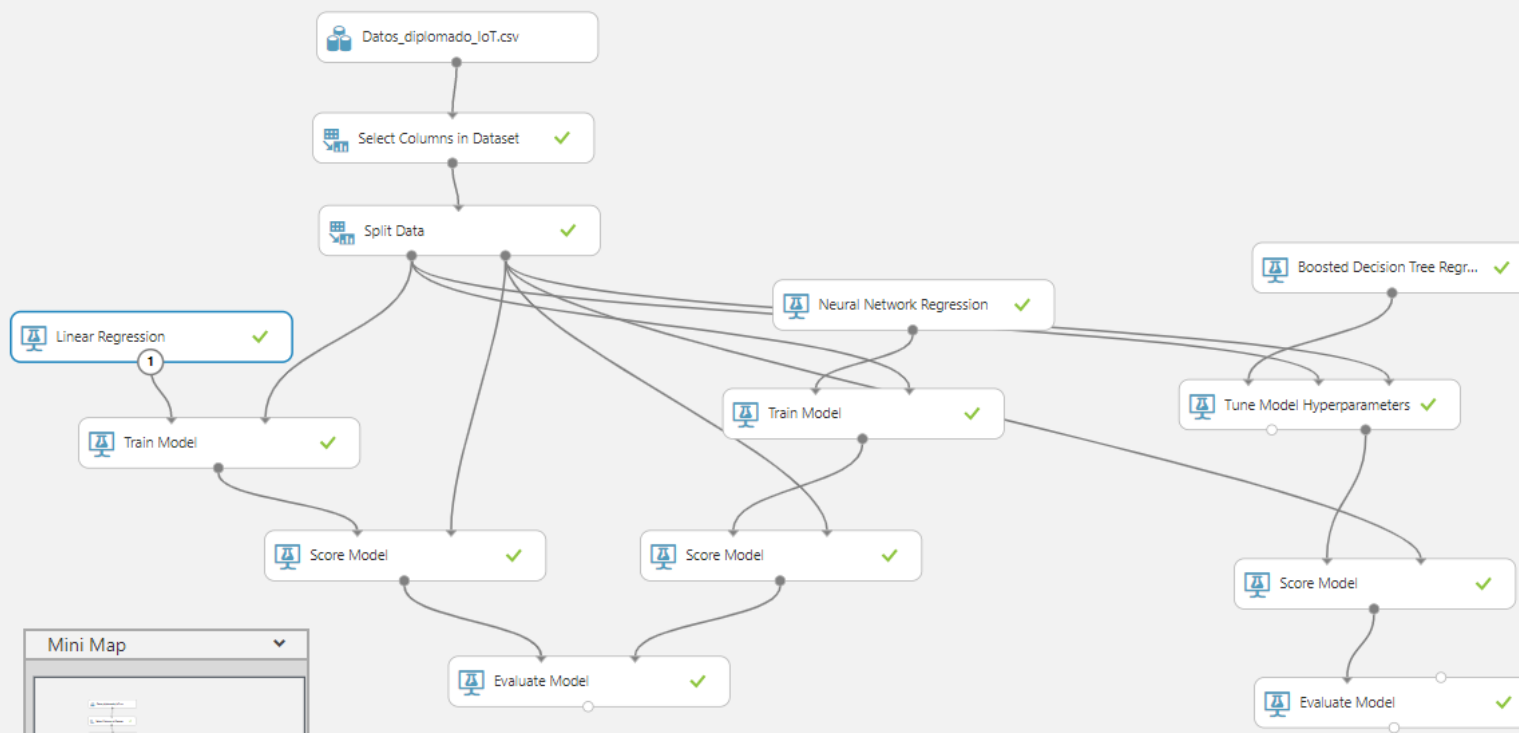 Datos_diplomado_IoT.csv
Select Columns in Dataset
Split Data
Boosted Decision Tree Regr...
Neural Network Regression
Linear Regression
1
Tune Model Hyperparameters
Train Model
Train Model
Score Model
Score Model
Score Model
Mini Map
Evaluate Model
Evaluate Model